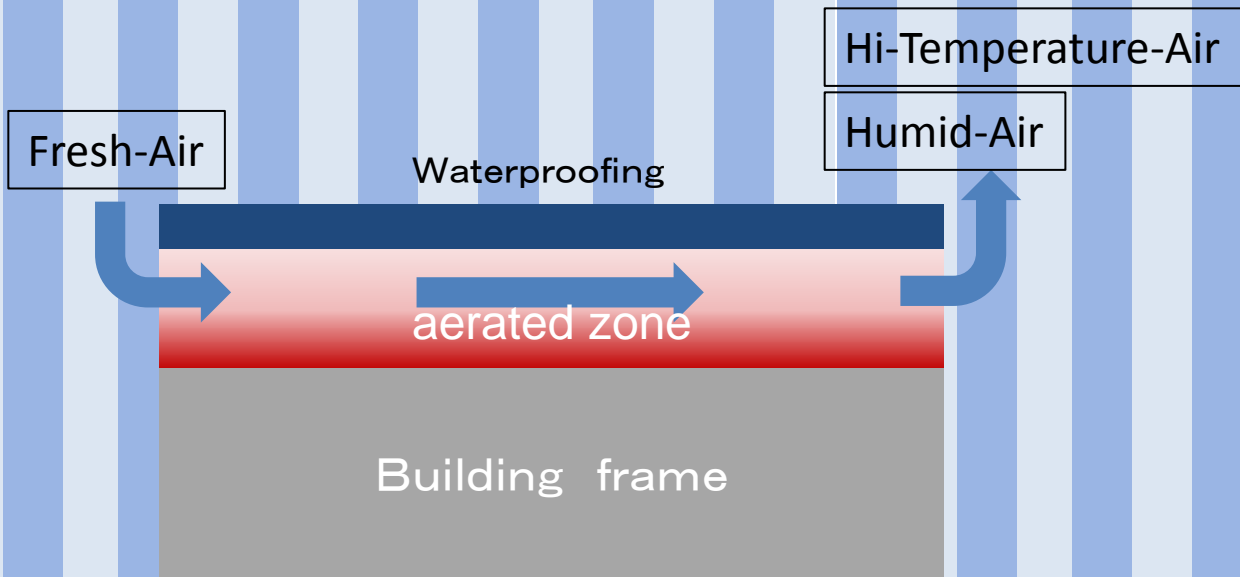 Hi-Temperature-Air
Humid-Air
Fresh-Air
Waterproofing
aerated zone
Building frame